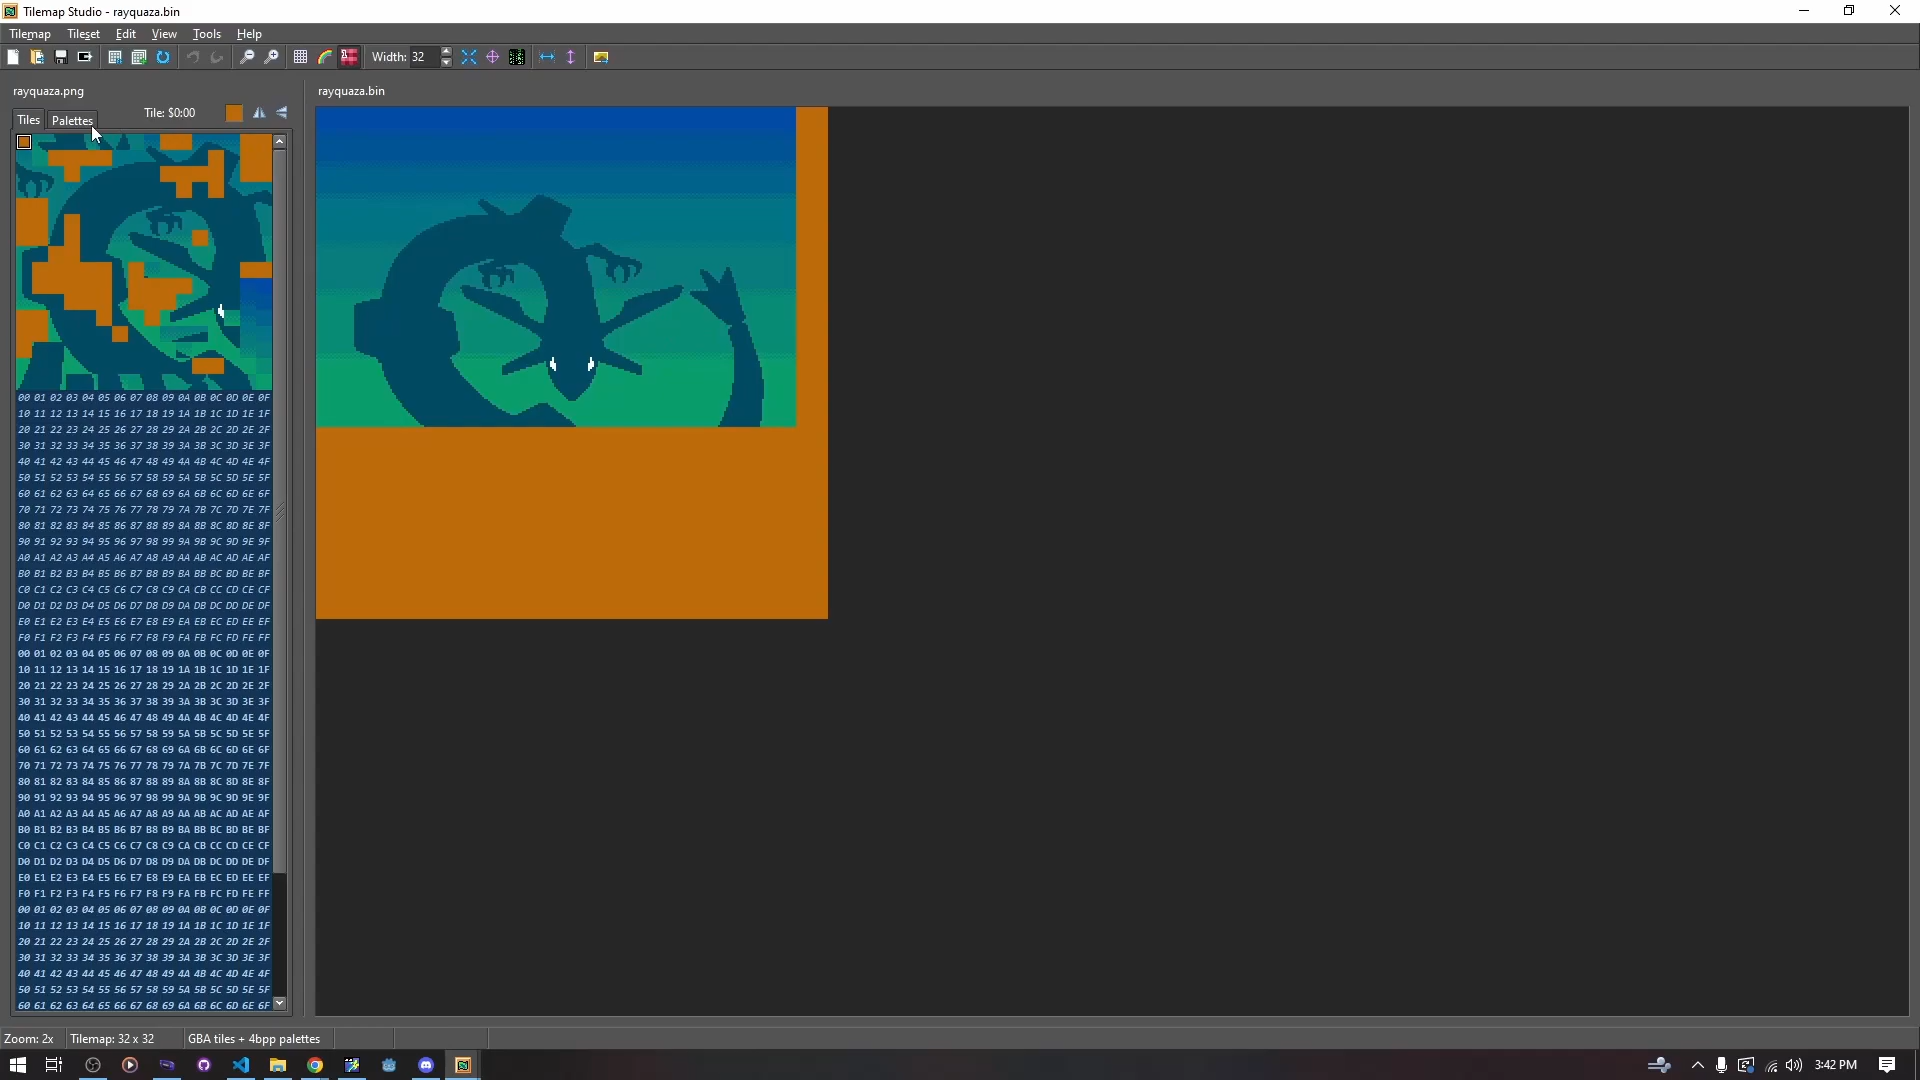 Tilemap Studio - rayquaza.bin
Tilemap Tileset Edit View Tools Help
Width: 32
rayquaza.png
rayquaza.bin
Tiles Palettes Tile: $0:00
00 01 02 03 04 05 06 07 08 09 0A 0B 0C 0D 0E 0F
10 11 12 13 14 15 16 17 18 19 1A 1B 1C 1D 1E 1F
20 21 22 23 24 25 26 27 28 29 2A 2B 2C 2D 2E 2F
30 31 32 33 34 35 36 37 38 39 3A 3B 3C 3D 3E 3F
40 41 42 43 44 45 46 47 48 49 4A 4B 4C 4D 4E 4F
50 51 52 53 54 55 56 57 58 59 5A 5B 5C 5D 5E 5F
60 61 62 63 64 65 66 67 68 69 6A 6B 6C 6D 6E 6F
70 71 72 73 74 75 76 77 78 79 7A 7B 7C 7D 7E 7F
80 81 82 83 84 85 86 87 88 89 8A 8B 8C 8D 8E 8F
90 91 92 93 94 95 96 97 98 99 9A 9B 9C 9D 9E 9F
A0 A1 A2 A3 A4 A5 A6 A7 A8 A9 AA AB AC AD AE AF
B0 B1 B2 B3 B4 B5 B6 B7 B8 B9 BA BB BC BD BE BF
C0 C1 C2 C3 C4 C5 C6 C7 C8 C9 CA CB CC CD CE CF
D0 D1 D2 D3 D4 D5 D6 D7 D8 D9 DA DB DC DD DE DF
E0 E1 E2 E3 E4 E5 E6 E7 E8 E9 EA EB EC ED EE EF
F0 F1 F2 F3 F4 F5 F6 F7 F8 F9 FA FB FC FD FE FF
00 01 02 03 04 05 06 07 08 09 0A 0B 0C 0D 0E 0F
10 11 12 13 14 15 16 17 18 19 1A 1B 1C 1D 1E 1F
20 21 22 23 24 25 26 27 28 29 2A 2B 2C 2D 2E 2F
30 31 32 33 34 35 36 37 38 39 3A 3B 3C 3D 3E 3F
40 41 42 43 44 45 46 47 48 49 4A 4B 4C 4D 4E 4F
50 51 52 53 54 55 56 57 58 59 5A 5B 5C 5D 5E 5F
60 61 62 63 64 65 66 67 68 69 6A 6B 6C 6D 6E 6F
70 71 72 73 74 75 76 77 78 79 7A 7B 7C 7D 7E 7F
80 81 82 83 84 85 86 87 88 89 8A 8B 8C 8D 8E 8F
90 91 92 93 94 95 96 97 98 99 9A 9B 9C 9D 9E 9F
A0 A1 A2 A3 A4 A5 A6 A7 A8 A9 AA AB AC AD AE AF
B0 B1 B2 B3 B4 B5 B6 B7 B8 B9 BA BB BC BD BE BF
C0 C1 C2 C3 C4 C5 C6 C7 C8 C9 CA CB CC CD CE CF
D0 D1 D2 D3 D4 D5 D6 D7 D8 D9 DA DB DC DD DE DF
E0 E1 E2 E3 E4 E5 E6 E7 E8 E9 EA EB EC ED EE EF
F0 F1 F2 F3 F4 F5 F6 F7 F8 F9 FA FB FC FD FE FF
00 01 02 03 04 05 06 07 08 09 0A 0B 0C 0D 0E 0F
10 11 12 13 14 15 16 17 18 19 1A 1B 1C 1D 1E 1F
20 21 22 23 24 25 26 27 28 29 2A 2B 2C 2D 2E 2F
30 31 32 33 34 35 36 37 38 39 3A 3B 3C 3D 3E 3F
40 41 42 43 44 45 46 47 48 49 4A 4B 4C 4D 4E 4F
50 51 52 53 54 55 56 57 58 59 5A 5B 5C 5D 5E 5F
60 61 62 63 64 65 66 67 68 69 6A 6B 6C 6D 6E 6F
Zoom: 2x Tilemap: 32 x 32 GBA tiles + 4bpp palettes
3:42 PM